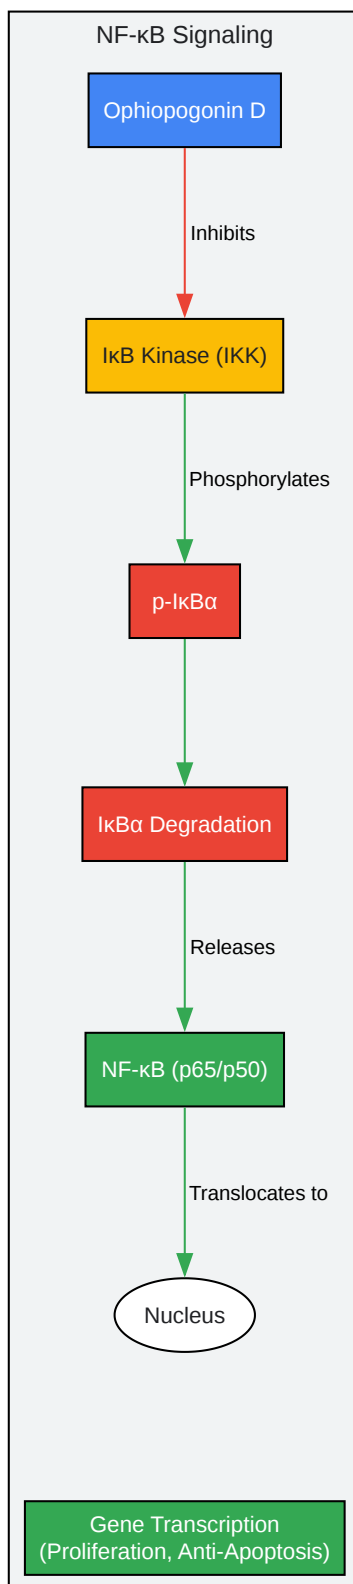 NF-κB Signaling
Ophiopogonin D
Inhibits
IκB Kinase (IKK)
Phosphorylates
p-IκBα
IκBα Degradation
Releases
NF-κB (p65/p50)
Translocates to
Nucleus
Gene Transcription
(Proliferation, Anti-Apoptosis)